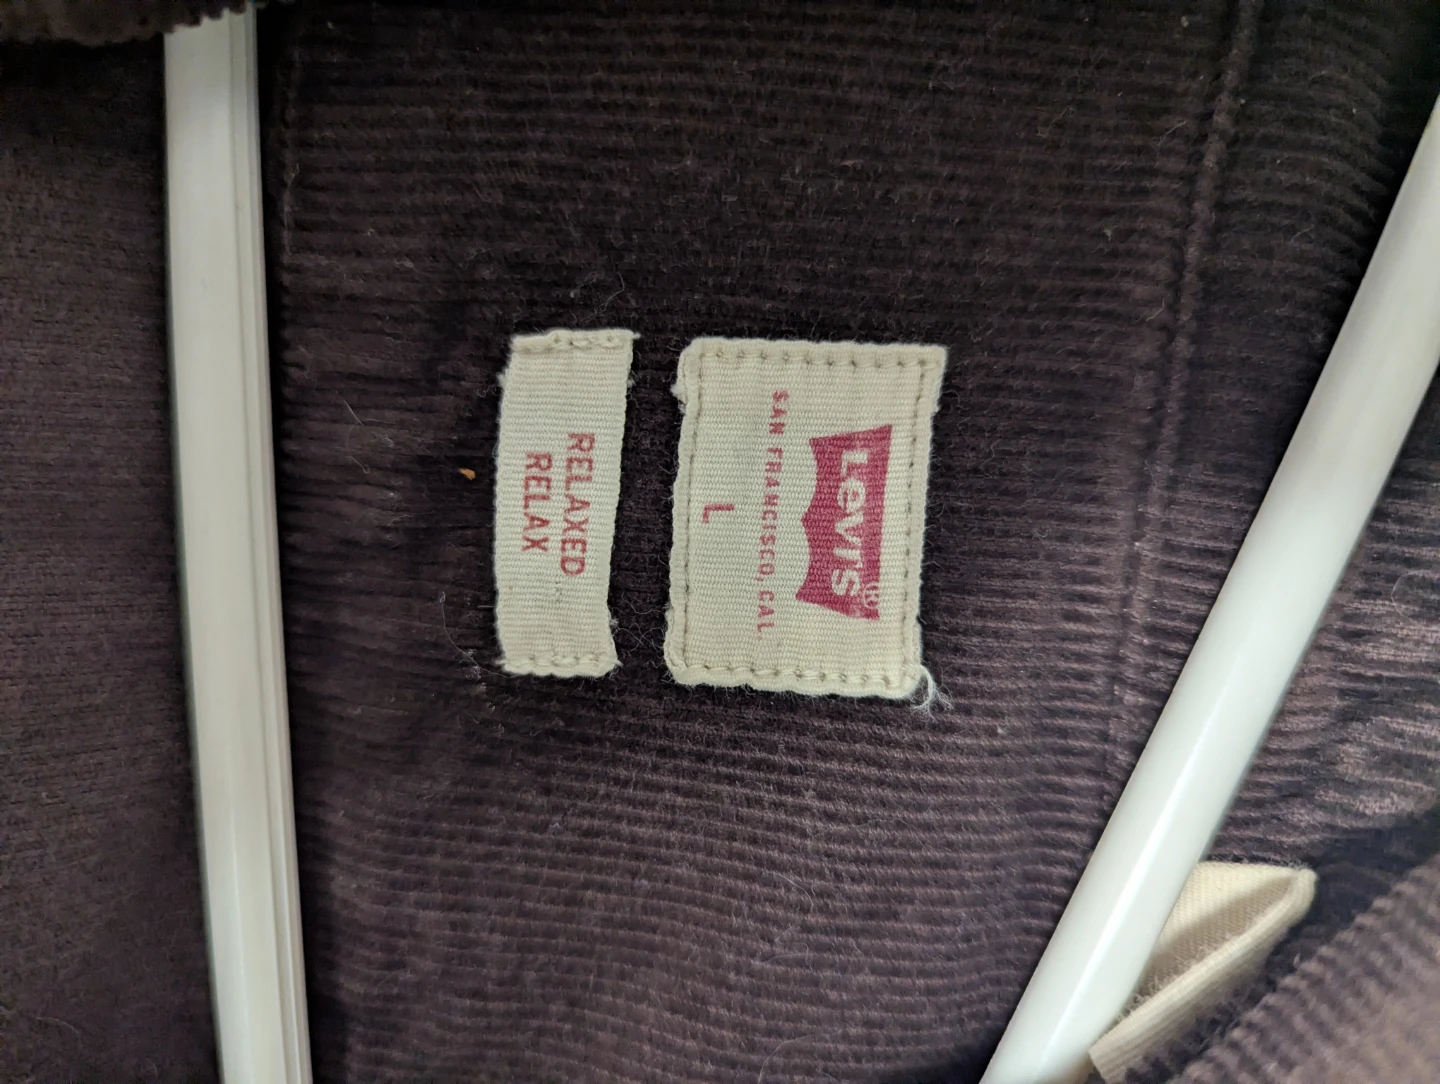 Levi's®
SAN FRANCISCO, CAL.
L
RELAXED
RELAX